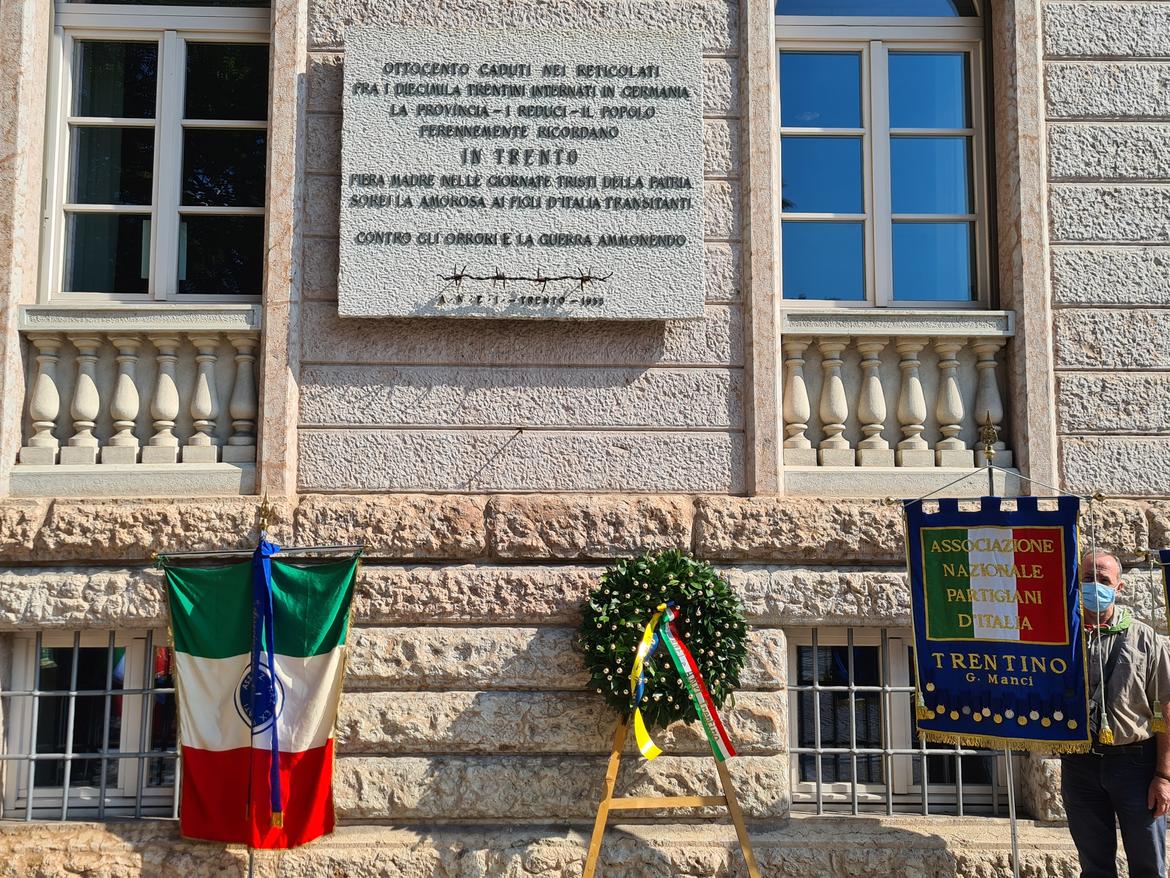 OTTOCENTO CADUTI NEI RETICOLATI
FRA I DIECIMILA TRENTINI INTERNATI IN GERMANIA
LA PROVINCIA - I REDUCI - IL POPOLO
PERENNEMENTE RICORDANO
IN TRENTO
FIERA MADRE NELLE GIORNATE TRISTI DELLA PATRIA
SORELLA AMOROSA AI FIGLI D'ITALIA TRANSITANTI
CONTRO GLI ORRORI E LA GUERRA AMMONENDO
A. N. E. I. - TRENTO -
ASSOCIAZIONE
NAZIONALE
PARTIGIANI
D'ITALIA
TRENTINO
G. Manci